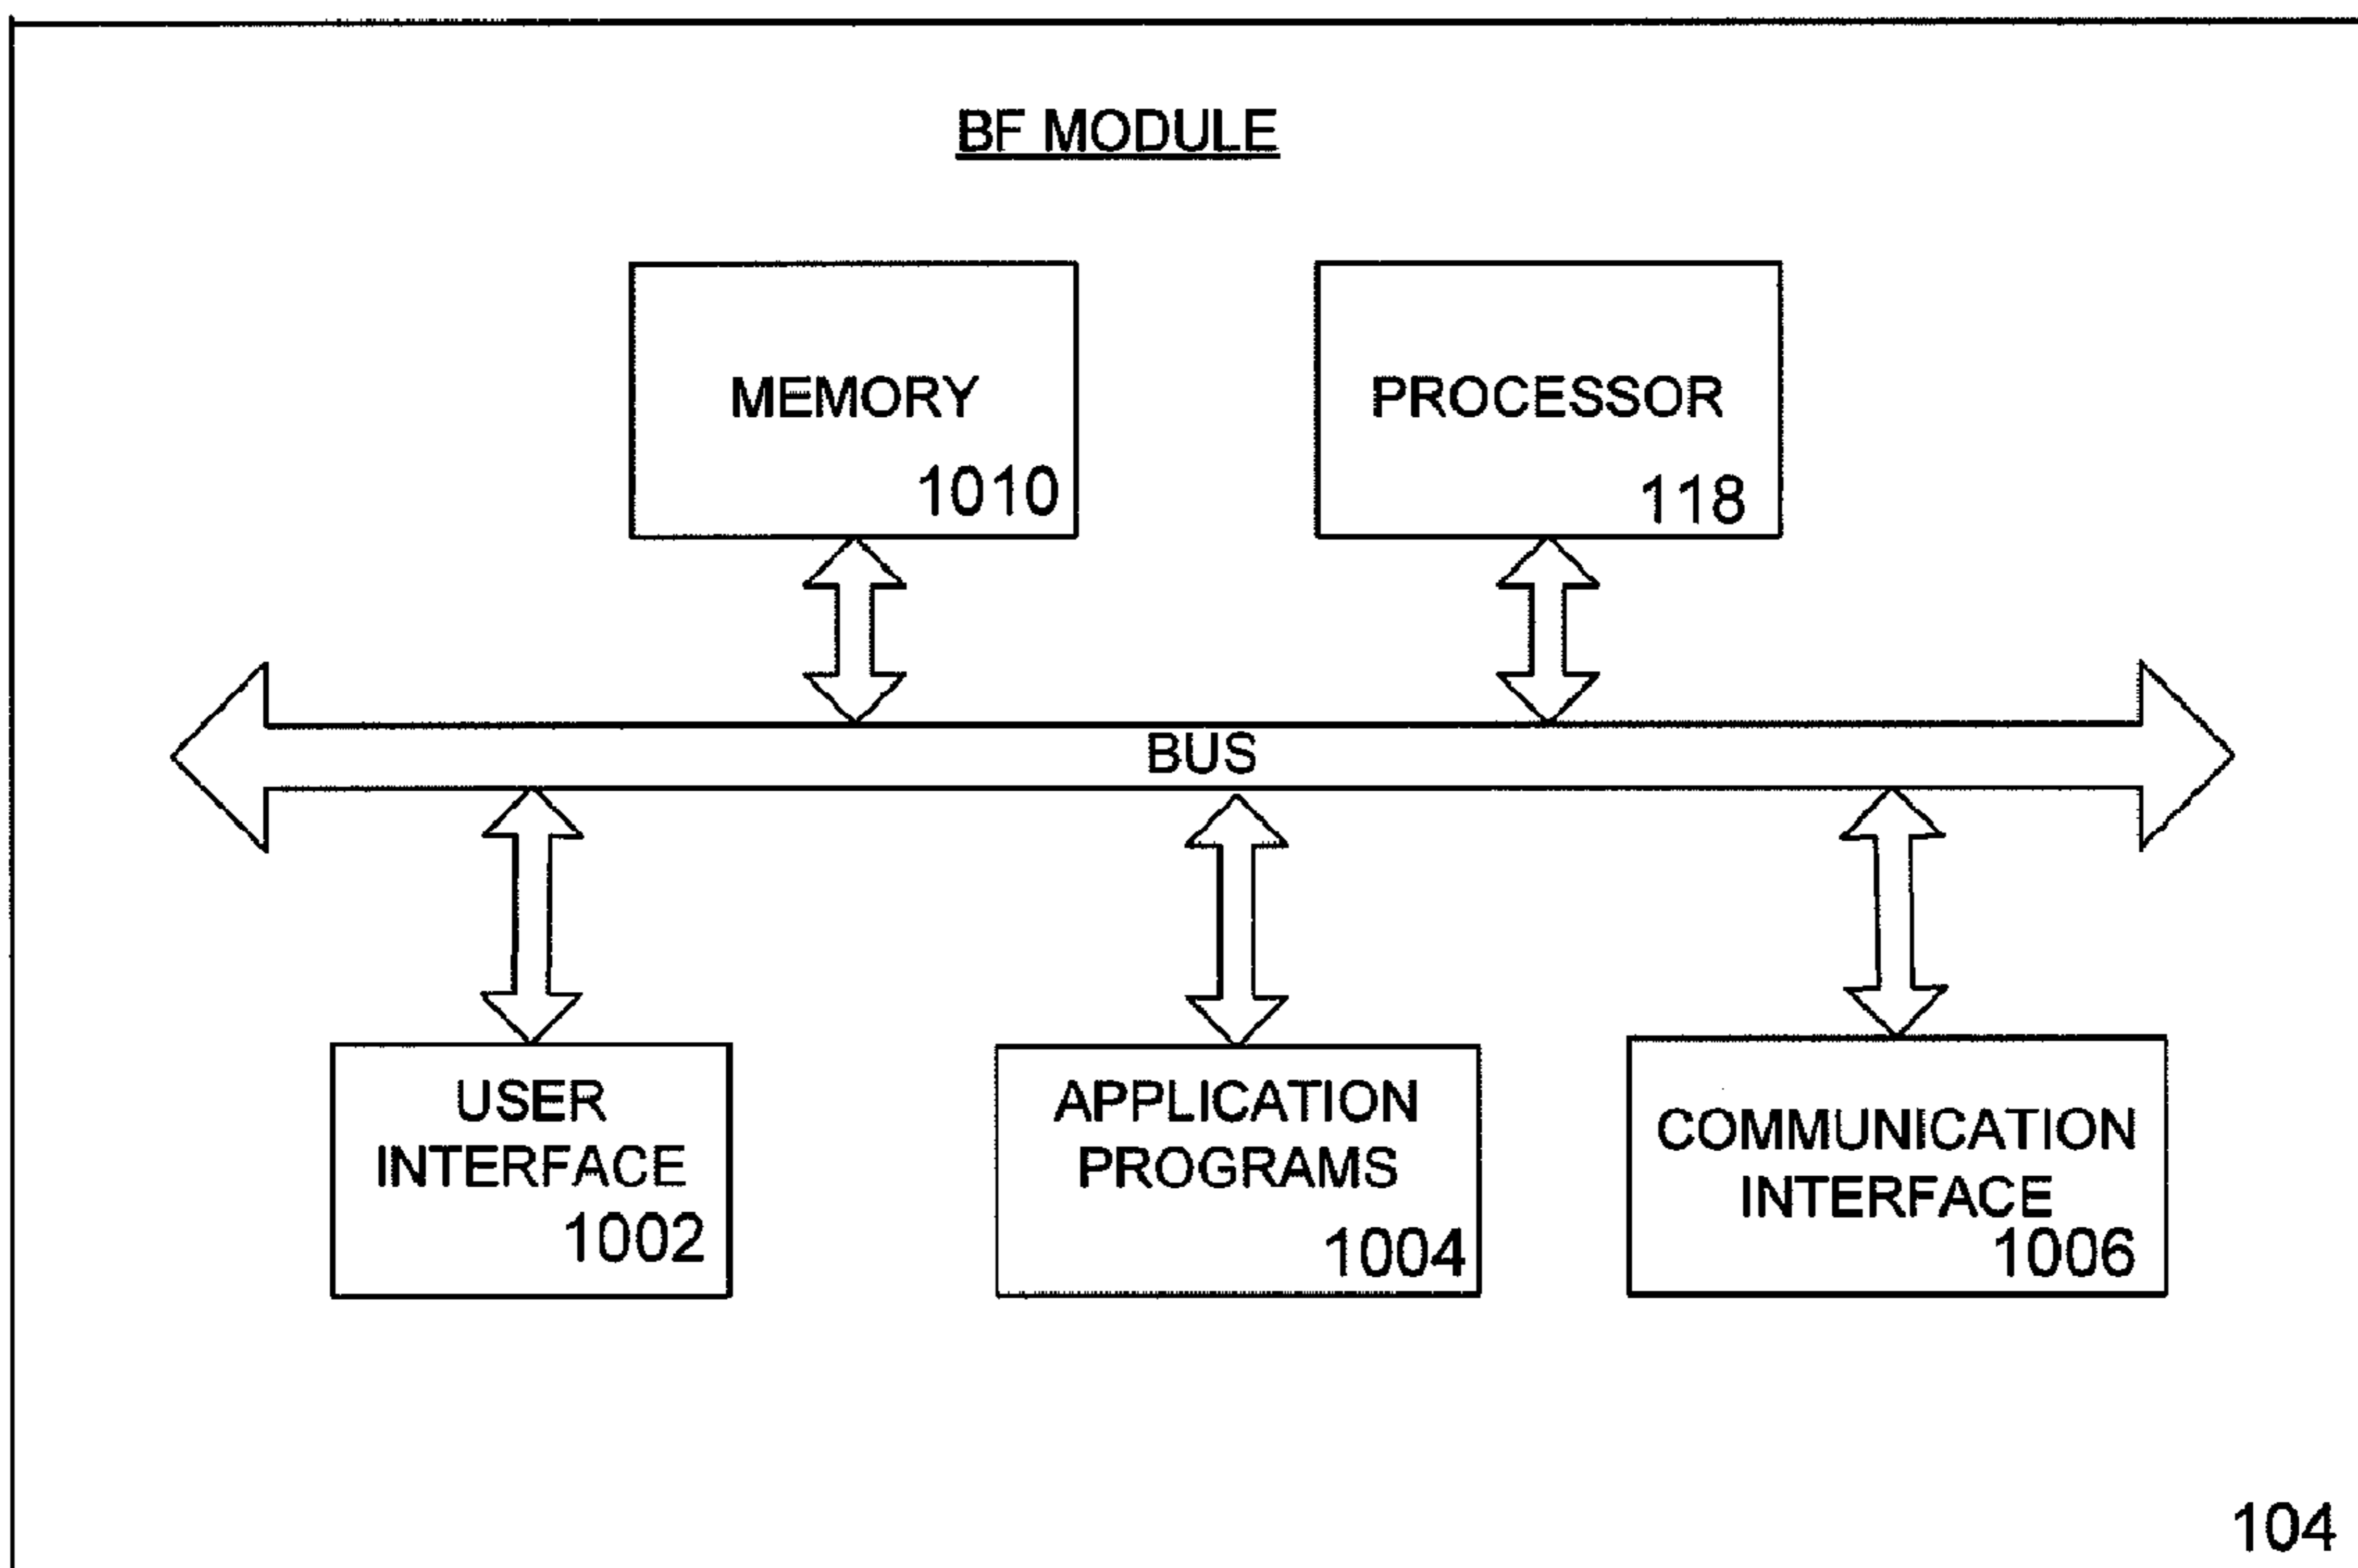 BF MODULE
MEMORY
1010
PROCESSOR
118
BUS
USER
INTERFACE
1002
APPLICATION
PROGRAMS
1004
COMMUNICATION
INTERFACE
1006
104